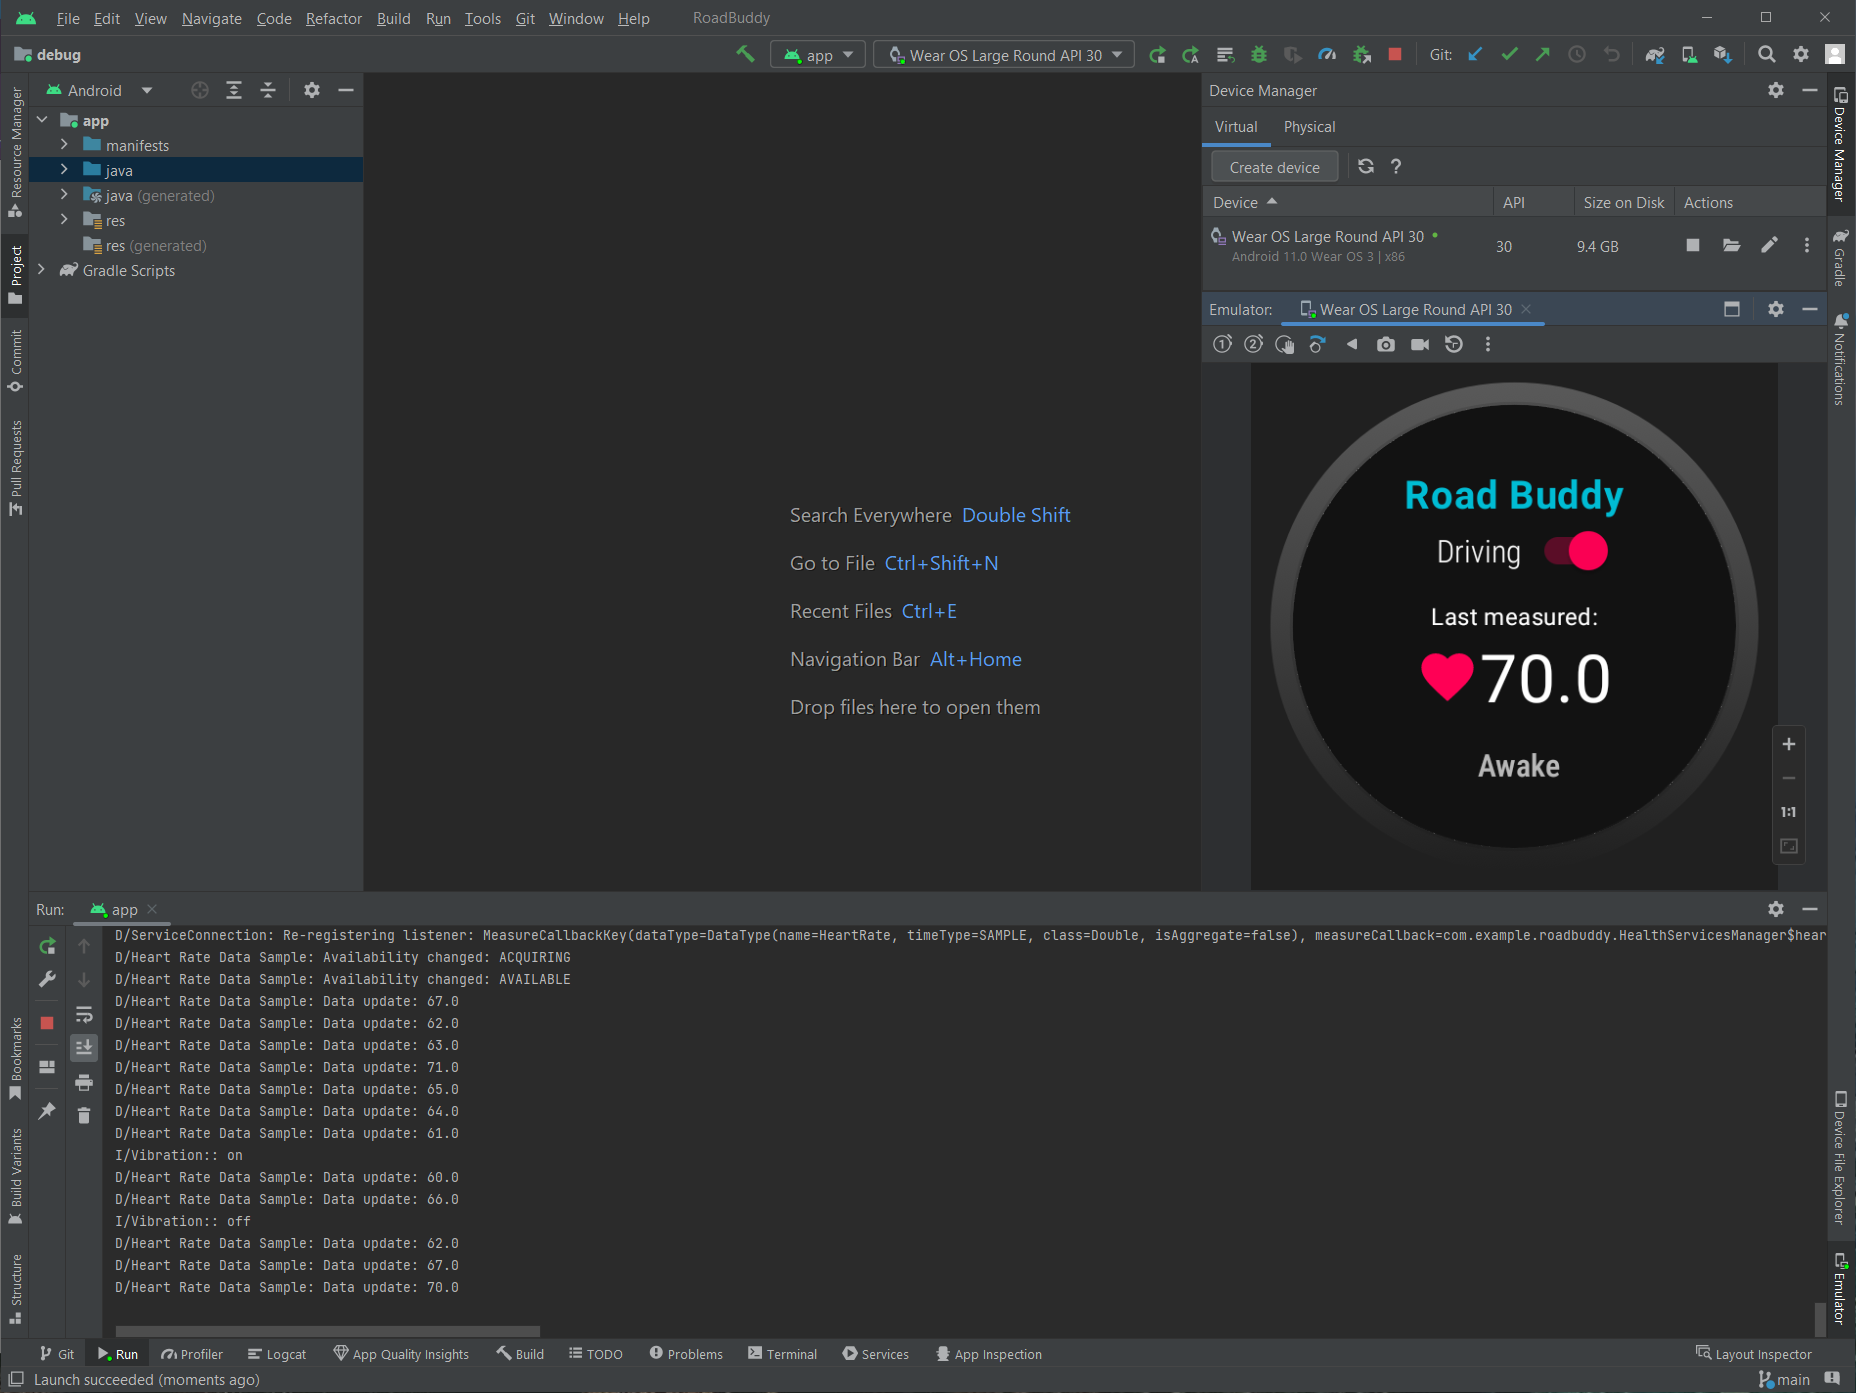 File Edit View Navigate Code Refactor Build Run Tools Git Window Help RoadBuddy
debug app Wear OS Large Round API 30 Git:
Android
app
manifests
java
java (generated)
res
res (generated)
Gradle Scripts
Resource Manager
Project
Commit
Pull Requests
Bookmarks
Build Variants
Structure
Search Everywhere Double Shift
Go to File Ctrl+Shift+N
Recent Files Ctrl+E
Navigation Bar Alt+Home
Drop files here to open them
Device Manager
Virtual Physical
Create device ?
Device API Size on Disk Actions
Wear OS Large Round API 30 30 9.4 GB
Android 11.0 Wear OS 3 | x86
Emulator: Wear OS Large Round API 30
1 2
Road Buddy
Driving
Last measured:
70.0
Awake
1:1
Device Manager
Gradle
Notifications
Device File Explorer
Emulator
Run: app
D/ServiceConnection: Re-registering listener: MeasureCallbackKey(dataType=DataType(name=HeartRate, timeType=SAMPLE, class=Double, isAggregate=false), measureCallback=com.example.roadbuddy.HealthServicesManager$hear
D/Heart Rate Data Sample: Availability changed: ACQUIRING
D/Heart Rate Data Sample: Availability changed: AVAILABLE
D/Heart Rate Data Sample: Data update: 67.0
D/Heart Rate Data Sample: Data update: 62.0
D/Heart Rate Data Sample: Data update: 63.0
D/Heart Rate Data Sample: Data update: 71.0
D/Heart Rate Data Sample: Data update: 65.0
D/Heart Rate Data Sample: Data update: 64.0
D/Heart Rate Data Sample: Data update: 61.0
I/Vibration:: on
D/Heart Rate Data Sample: Data update: 60.0
D/Heart Rate Data Sample: Data update: 66.0
I/Vibration:: off
D/Heart Rate Data Sample: Data update: 62.0
D/Heart Rate Data Sample: Data update: 67.0
D/Heart Rate Data Sample: Data update: 70.0
Git Run Profiler Logcat App Quality Insights Build TODO Problems Terminal Services App Inspection Layout Inspector
Launch succeeded (moments ago) main